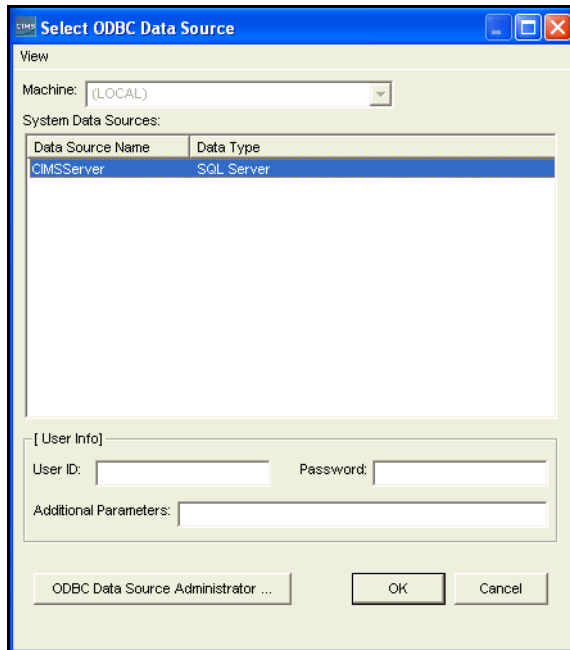 CIMS Select ODBC Data Source
View
Machine: (LOCAL)
System Data Sources:
Data Source Name Data Type
CIMSServer SQL Server
[ User Info]
User ID: Password:
Additional Parameters:
ODBC Data Source Administrator ... OK Cancel